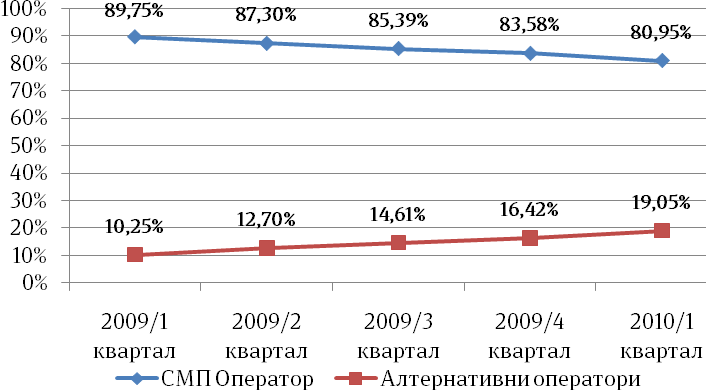 100%
90%
80%
70%
60%
50%
40%
30%
20%
10%
0%
89,75% 87,30% 85,39% 83,58% 80,95%
10,25% 12,70% 14,61% 16,42% 19,05%
2009/1 2009/2 2009/3 2009/4 2010/1
квартал квартал квартал квартал квартал
СМП Оператор Алтернативни оператори